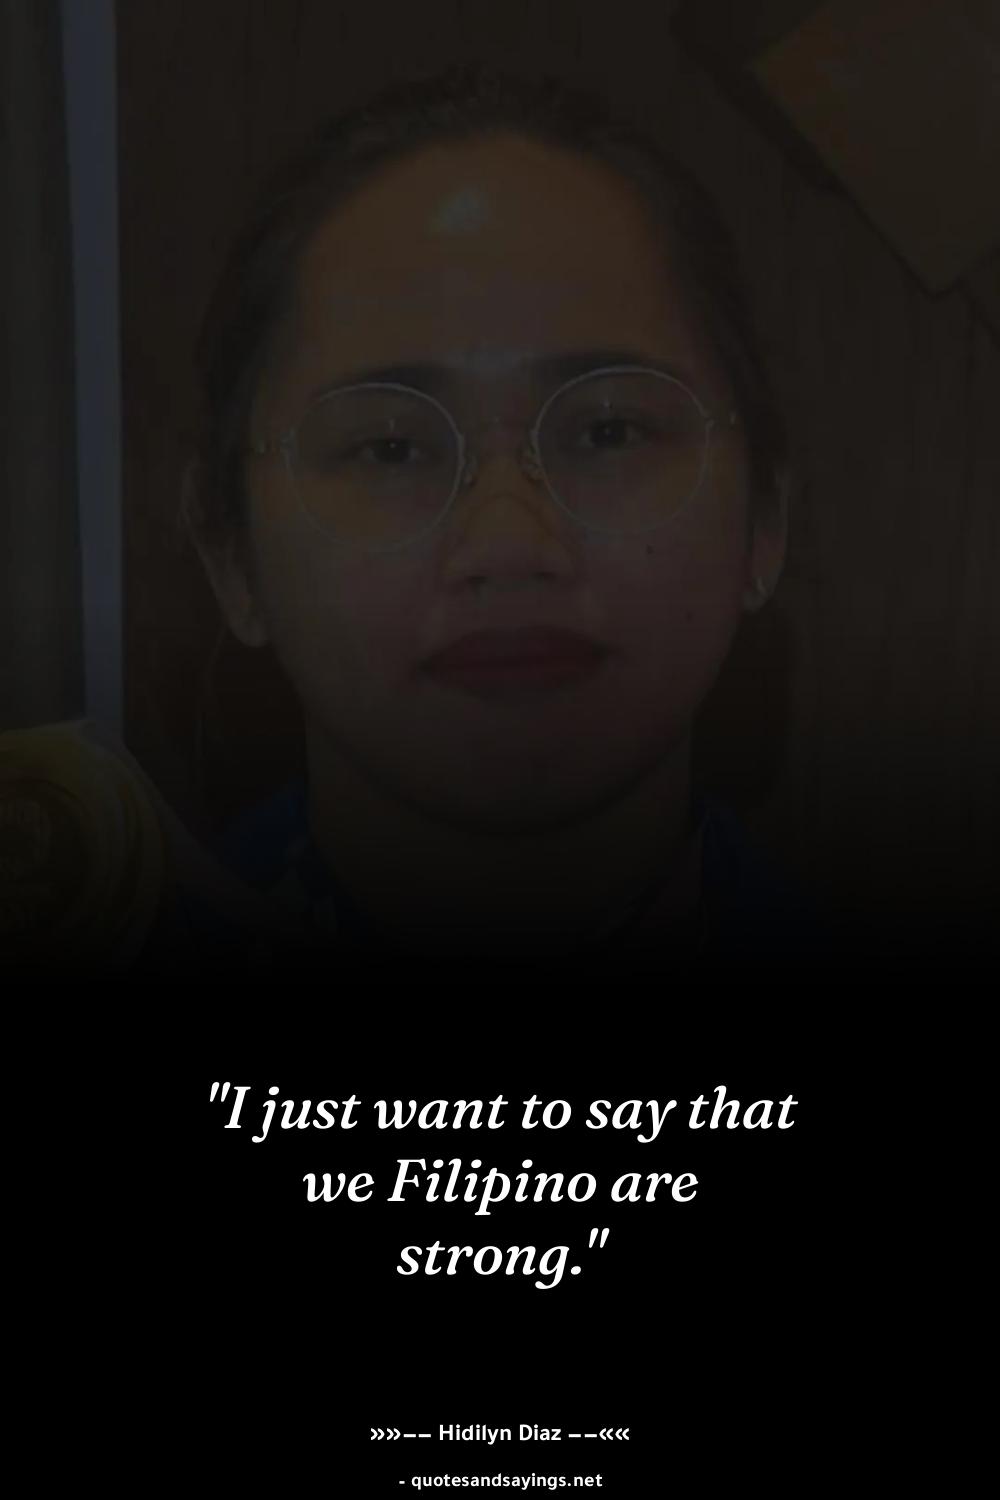 "I just want to say that
we Filipino are
strong."
»»−− Hidilyn Diaz −−««
- quotesandsayings.net